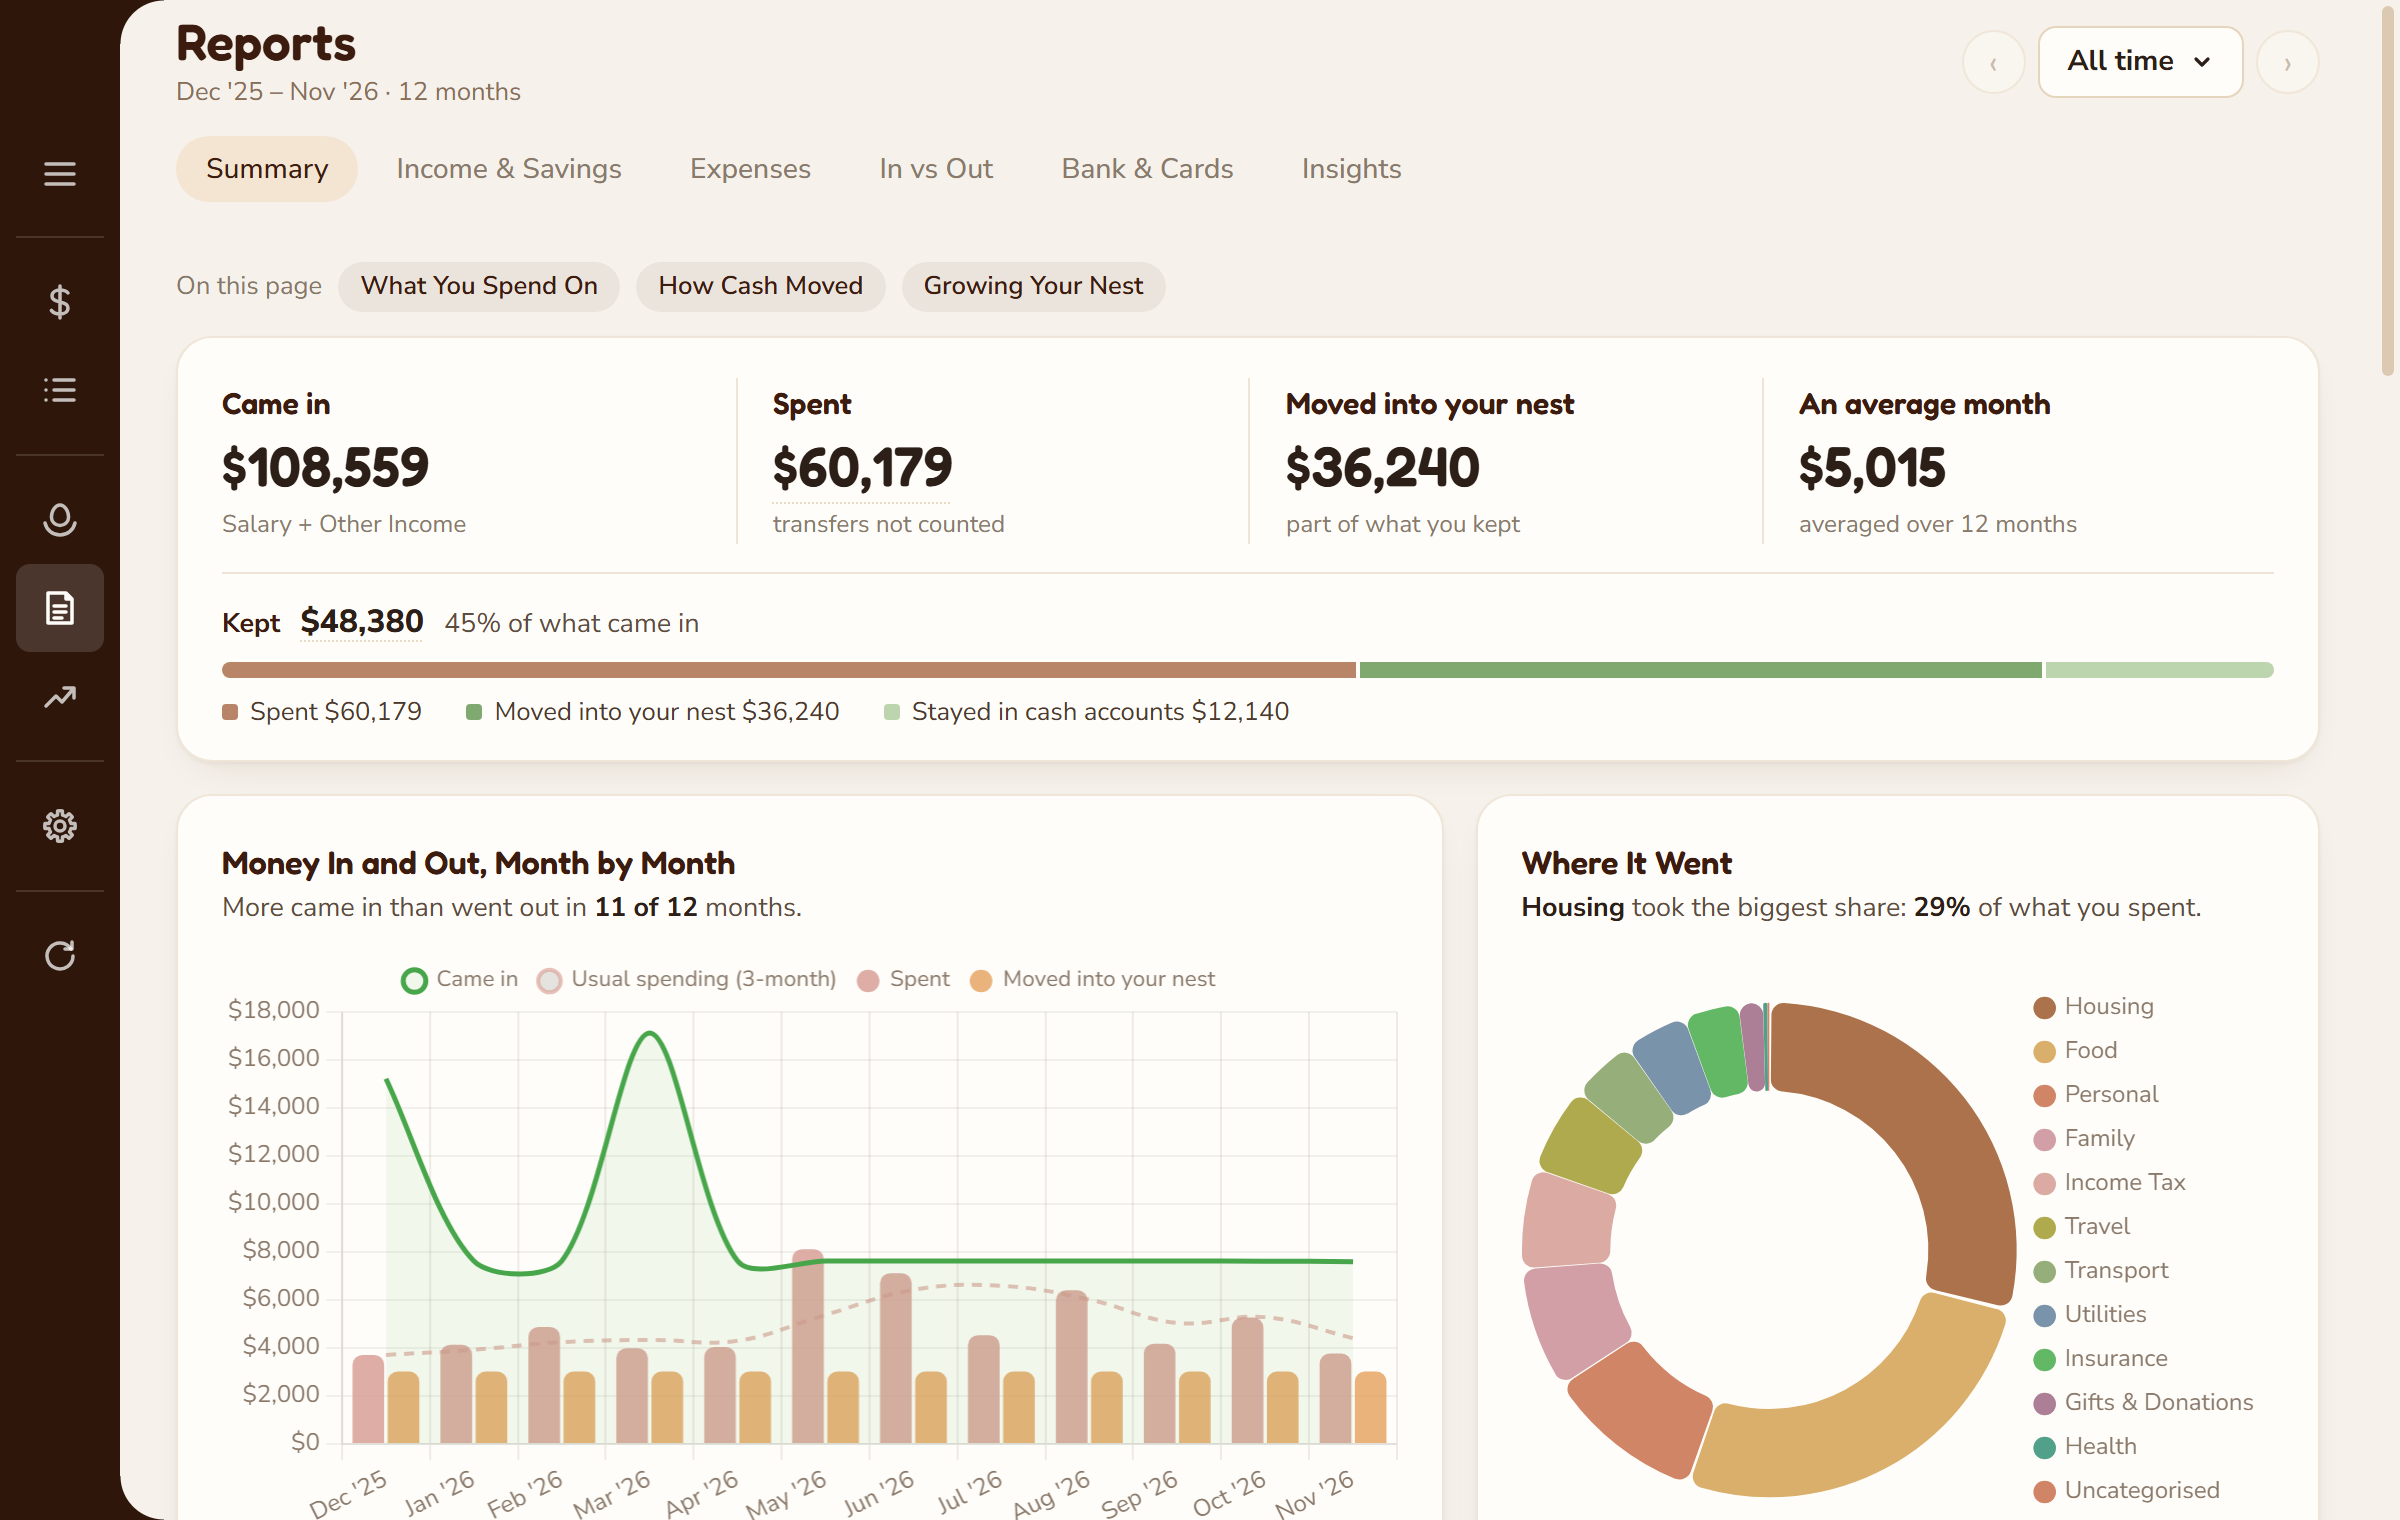 Reports
Dec '25 – Nov '26 · 12 months
‹
All time
›
Summary
Income & Savings
Expenses
In vs Out
Bank & Cards
Insights
On this page
What You Spend On
How Cash Moved
Growing Your Nest
Came in
$108,559
Salary + Other Income
Spent
$60,179
transfers not counted
Moved into your nest
$36,240
part of what you kept
An average month
$5,015
averaged over 12 months
Kept $48,380 45% of what came in
Spent $60,179
Moved into your nest $36,240
Stayed in cash accounts $12,140
Money In and Out, Month by Month
More came in than went out in 11 of 12 months.
Came in
Usual spending (3-month)
Spent
Moved into your nest
$18,000
$16,000
$14,000
$12,000
$10,000
$8,000
$6,000
$4,000
$2,000
$0
Dec '25
Jan '26
Feb '26
Mar '26
Apr '26
May '26
Jun '26
Jul '26
Aug '26
Sep '26
Oct '26
Nov '26
Where It Went
Housing took the biggest share: 29% of what you spent.
Housing
Food
Personal
Family
Income Tax
Travel
Transport
Utilities
Insurance
Gifts & Donations
Health
Uncategorised